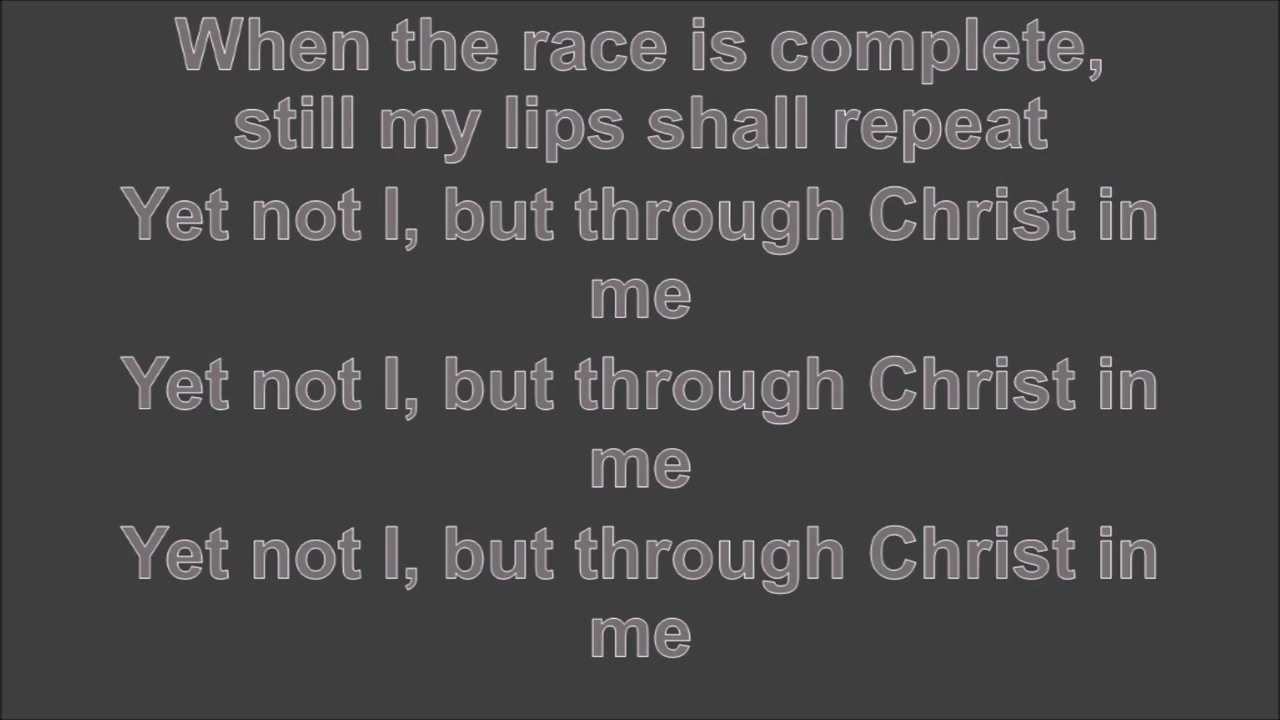 When the race is complete,
still my lips shall repeat
Yet not I, but through Christ in
me
Yet not I, but through Christ in
me
Yet not I, but through Christ in
me